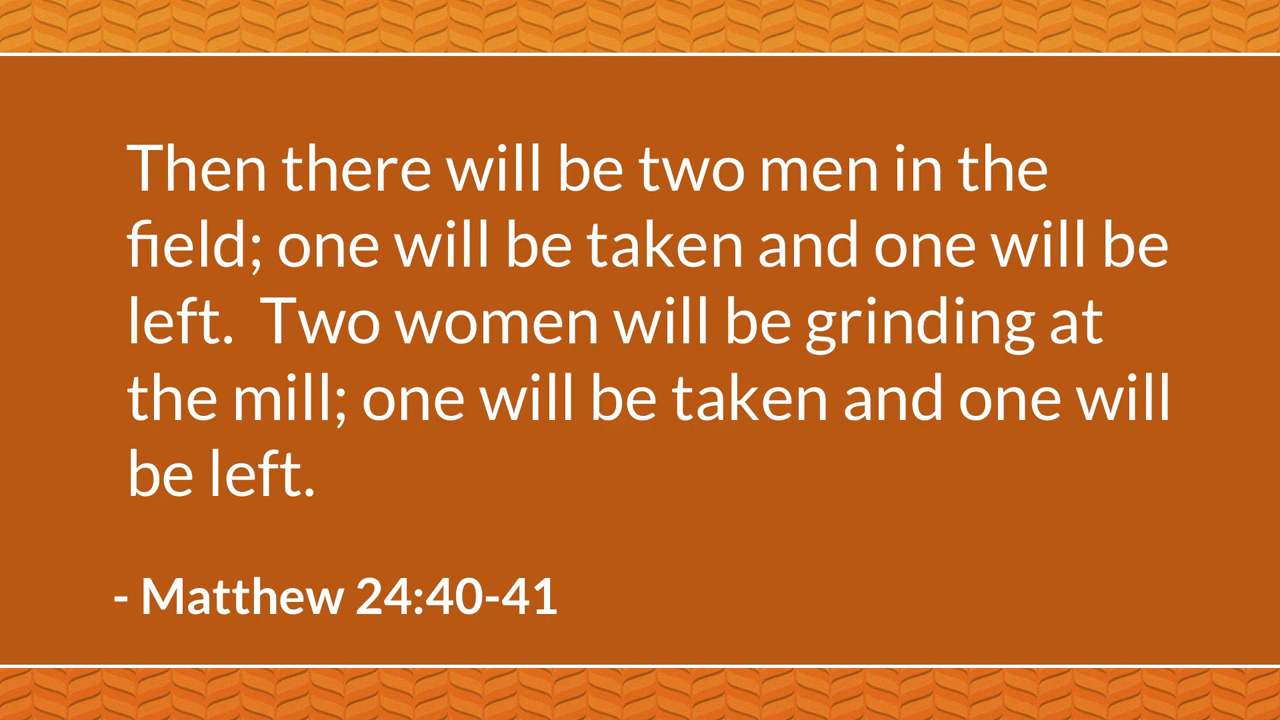 Then there will be two men in the
field; one will be taken and one will be
left.  Two women will be grinding at
the mill; one will be taken and one will
be left.
- Matthew 24:40-41